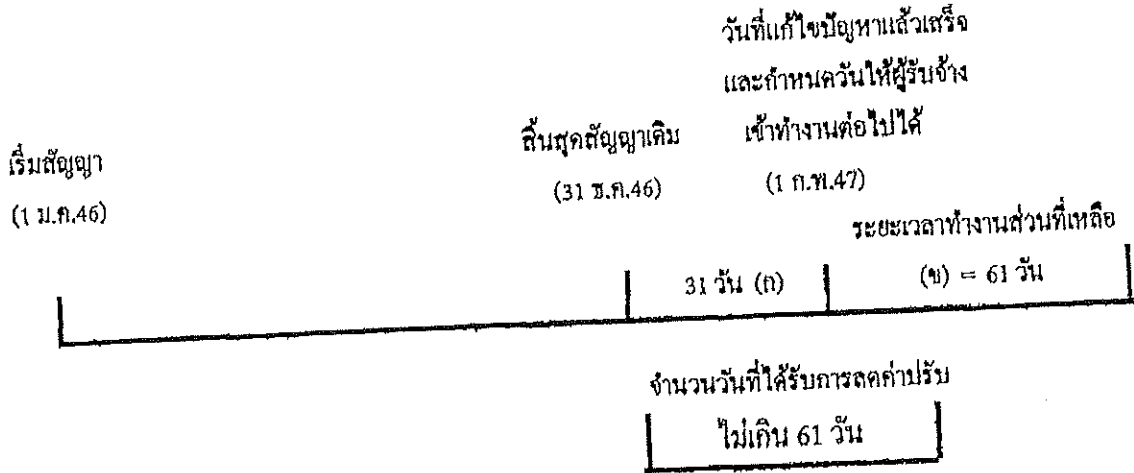 วันที่แก้ไขปัญหาแล้วเสร็จ
และกำหนดวันให้ผู้รับจ้าง
เข้าทำงานต่อไปได้
(1 ก.พ.47)
สิ้นสุดสัญญาเดิม
(31 ธ.ค.46)
เริ่มสัญญา
(1 ม.ค.46)
ระยะเวลาทำงานส่วนที่เหลือ
31 วัน (ก)
(ข) = 61 วัน
จำนวนวันที่ได้รับการลดค่าปรับ
ไม่เกิน 61 วัน